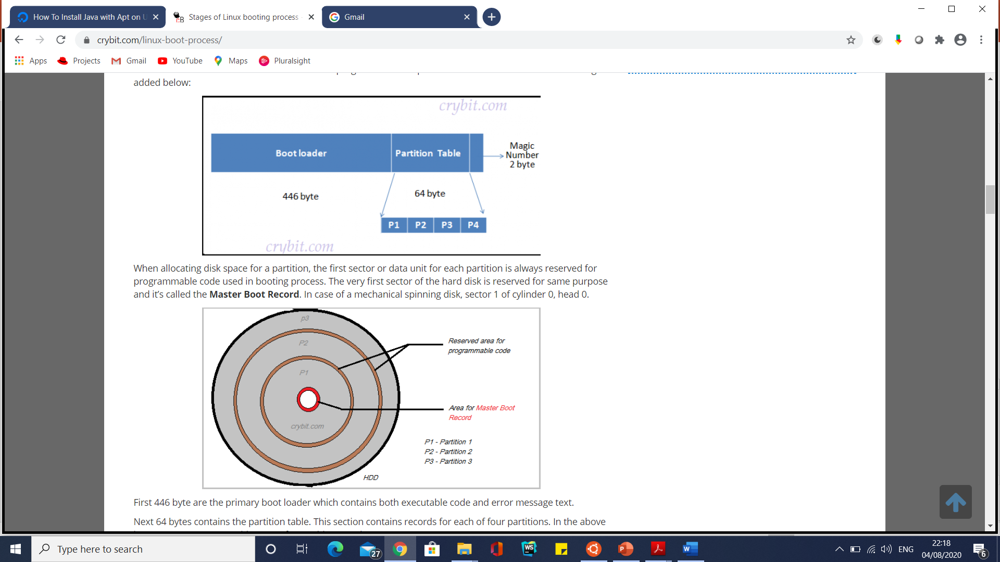 How To Install Java with Apt on U
Stages of Linux booting process
Gmail
crybit.com/linux-boot-process/
Apps
Projects
Gmail
YouTube
Maps
Pluralsight
added below:
crybit.com
Boot loader
Partition Table
Magic
Number
2 byte
446 byte
64 byte
P1 P2 P3 P4
crybit.com
When allocating disk space for a partition, the first sector or data unit for each partition is always reserved for
programmable code used in booting process. The very first sector of the hard disk is reserved for same purpose
and it’s called the Master Boot Record. In case of a mechanical spinning disk, sector 1 of cylinder 0, head 0.
p3
P2
P1
crybit.com
Reserved area for
programmable code
Area for Master Boot
Record
P1 - Partition 1
P2 - Partition 2
P3 - Partition 3
HDD
First 446 byte are the primary boot loader which contains both executable code and error message text.
Next 64 bytes contains the partition table. This section contains records for each of four partitions. In the above
Type here to search
27
WS
P
W
ENG
22:18
04/08/2020
6